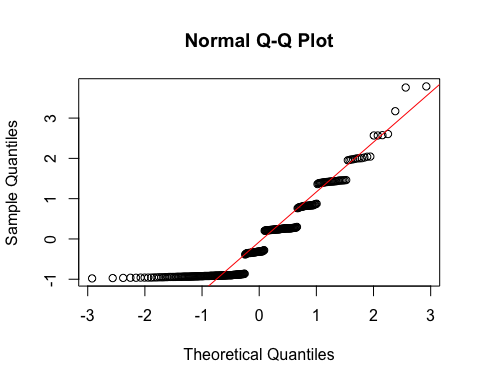 Normal Q-Q Plot
Sample Quantiles
3
2
1
0
-1
-3 -2 -1 0 1 2 3
Theoretical Quantiles